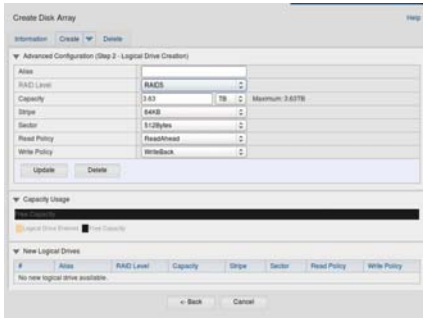 Create Disk Array
Help
Information Create Delete
Advanced Configuration (Step 2 - Logical Drive Creation)
Alias
RAID Level RAID5
Capacity 3.63 TB Maximum: 3.63TB
Stripe 64KB
Sector 512Bytes
Read Policy ReadAhead
Write Policy WriteBack
Update Delete
Capacity Usage
Free Capacity
Logical Drive Entered Free Capacity
New Logical Drives
# Alias RAID Level Capacity Stripe Sector Read Policy Write Policy
No new logical drive available.
< Back Cancel